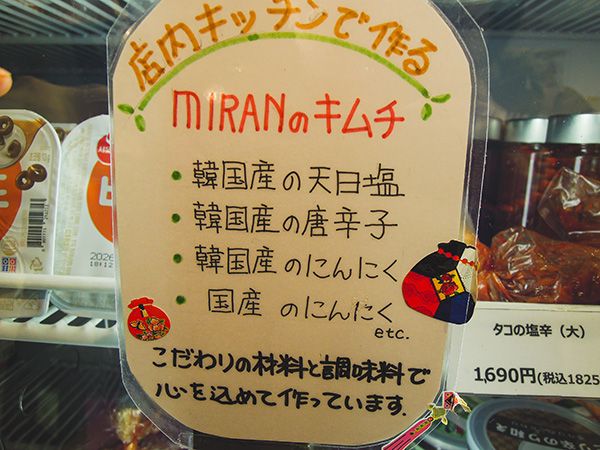 店内キッチンで作る
MIRANのキムチ
・韓国産の天日塩
・韓国産の唐辛子
・韓国産のにんにく
・国産のにんにく
etc.
こだわりの材料と調味料で
心を込めて作っています.
タコの塩辛(大)
1,690円(税込1825
2026